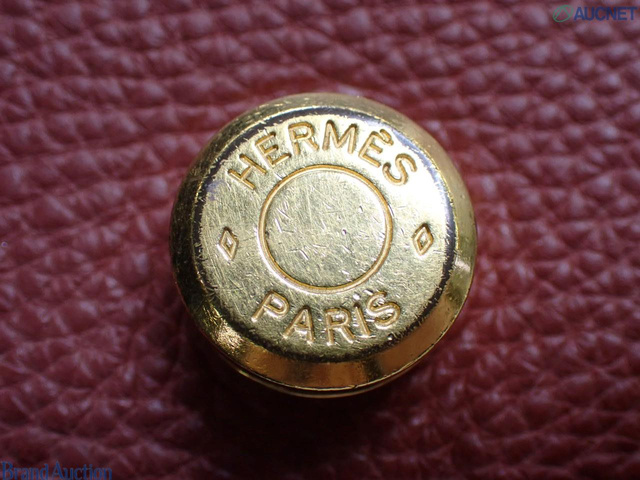 AUCNET
HERMÈS
PARIS
Brand Auction